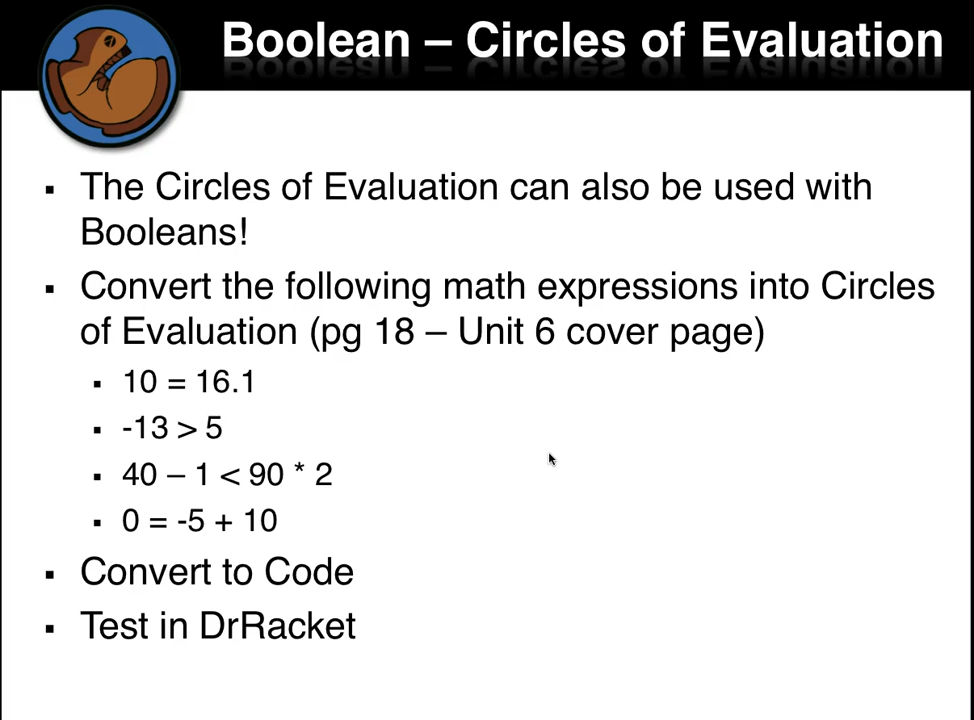 Boolean – Circles of Evaluation
▪ The Circles of Evaluation can also be used with
Booleans!
▪ Convert the following math expressions into Circles
of Evaluation (pg 18 – Unit 6 cover page)
▪ 10 = 16.1
▪ -13 > 5
▪ 40 – 1 < 90 * 2
▪ 0 = -5 + 10
▪ Convert to Code
▪ Test in DrRacket